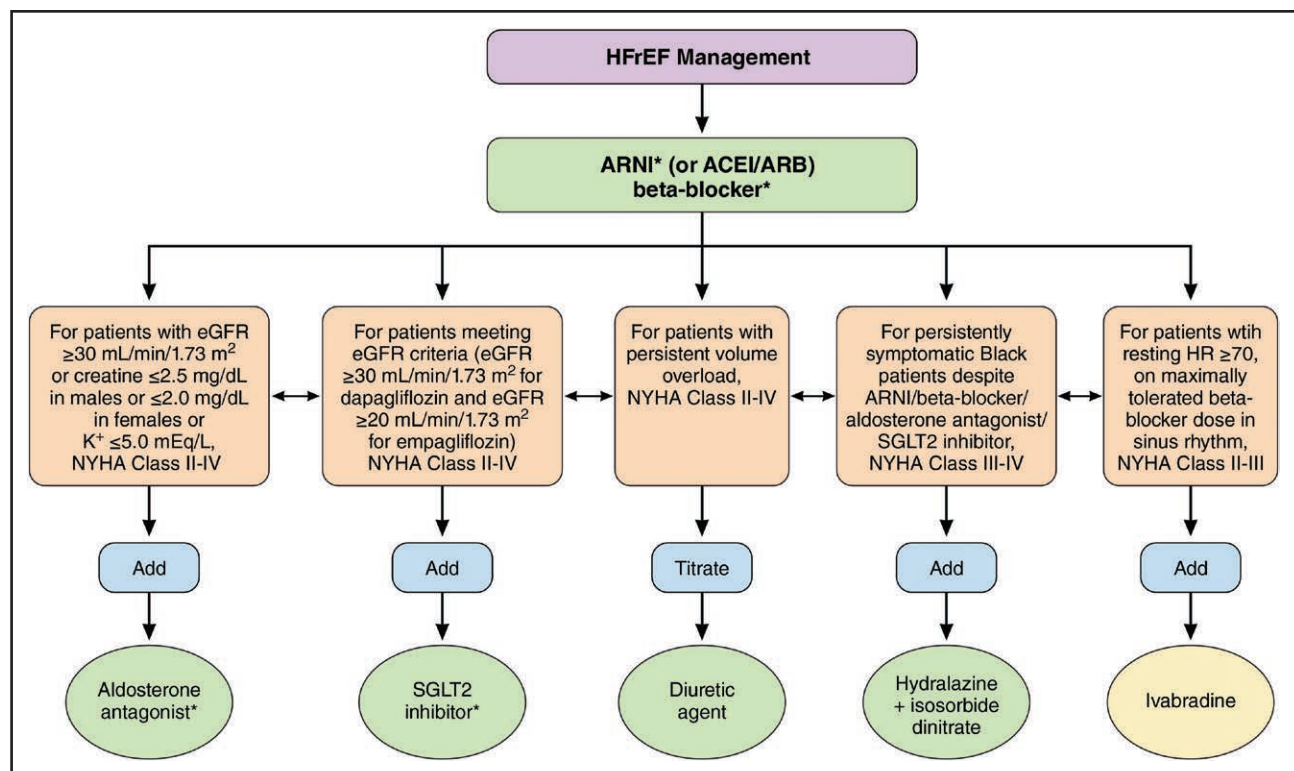 HFrEF Management
ARNI* (or ACEI/ARB)
beta-blocker*
For patients with eGFR
≥30 mL/min/1.73 m²
or creatine ≤2.5 mg/dL
in males or ≤2.0 mg/dL
in females or
K⁺ ≤5.0 mEq/L,
NYHA Class II-IV
For patients meeting
eGFR criteria (eGFR
≥30 mL/min/1.73 m² for
dapagliflozin and eGFR
≥20 mL/min/1.73 m²
for empagliflozin)
NYHA Class II-IV
For patients with
persistent volume
overload,
NYHA Class II-IV
For persistently
symptomatic Black
patients despite
ARNI/beta-blocker/
aldosterone antagonist/
SGLT2 inhibitor,
NYHA Class III-IV
For patients wtih
resting HR ≥70,
on maximally
tolerated beta-
blocker dose in
sinus rhythm,
NYHA Class II-III
Add
Add
Titrate
Add
Add
Aldosterone
antagonist*
SGLT2
inhibitor*
Diuretic
agent
Hydralazine
+ isosorbide
dinitrate
Ivabradine